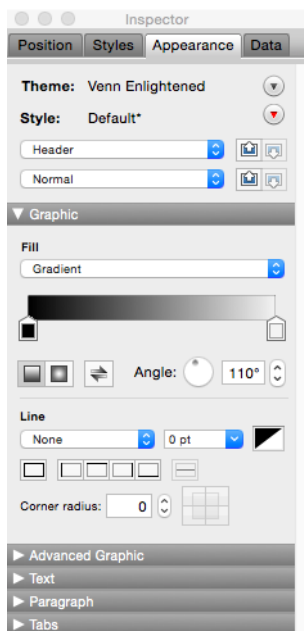 Inspector
Position Styles Appearance Data
Theme: Venn Enlightened
Style: Default*
Header
Normal
Graphic
Fill
Gradient
Angle: 110°
Line
None 0 pt
Corner radius: 0
Advanced Graphic
Text
Paragraph
Tabs